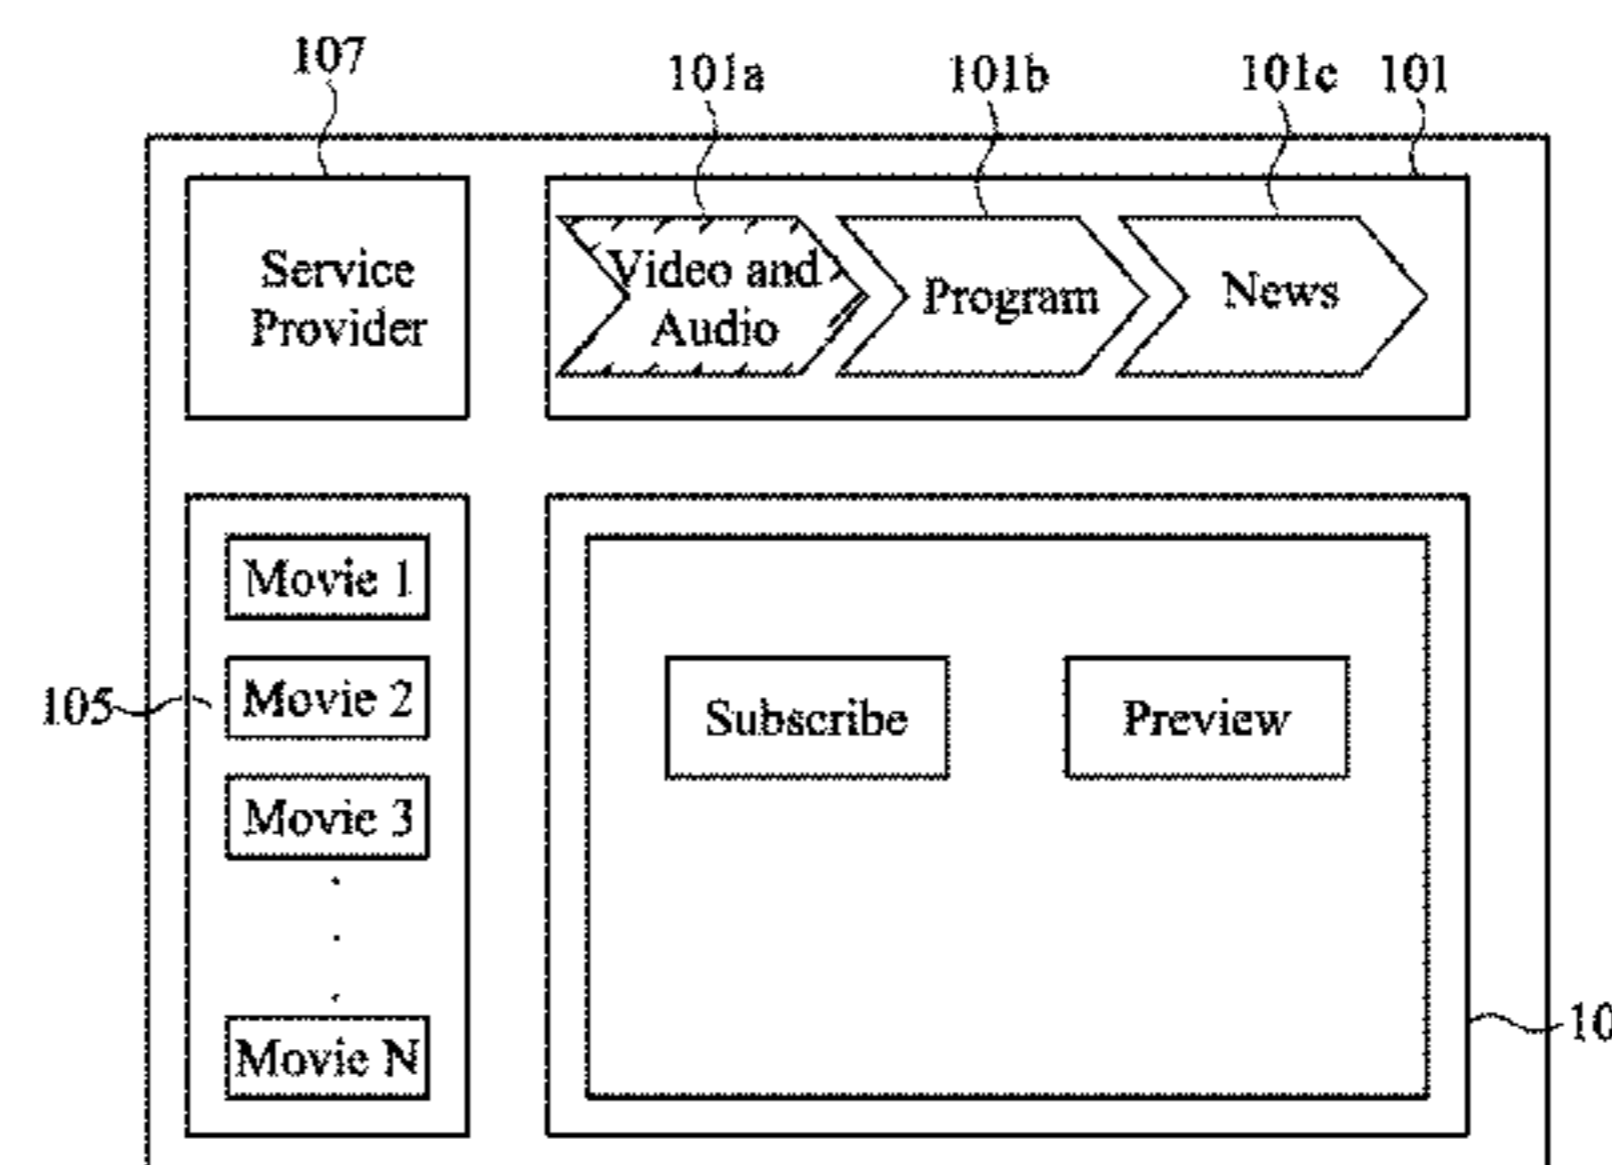 107
101a
101b
101c
101
Service
Provider
Video and
Audio
Program
News
Movie 1
Movie 2
Movie 3
Movie N
105
Subscribe
Preview